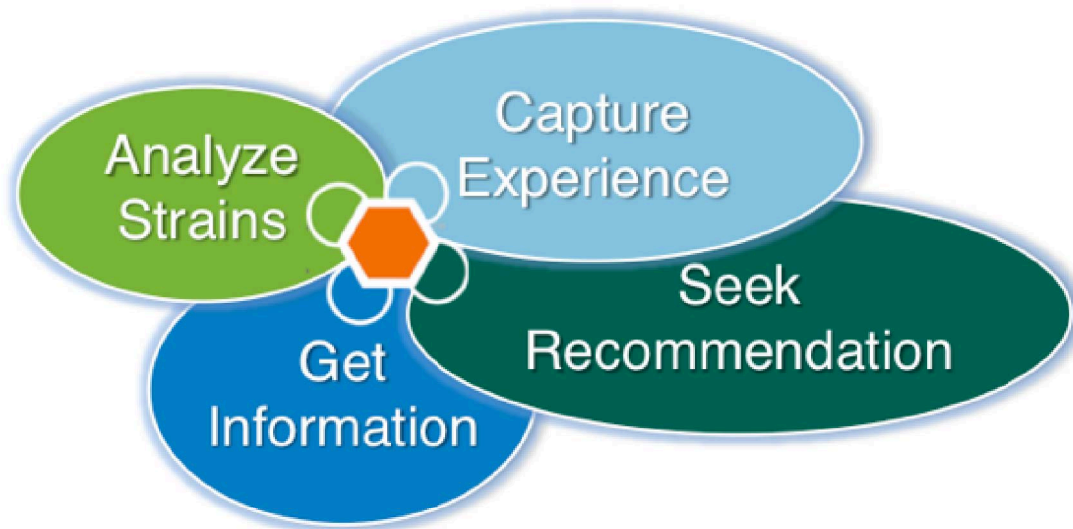 Analyze
Strains
Capture
Experience
Seek
Recommendation
Get
Information